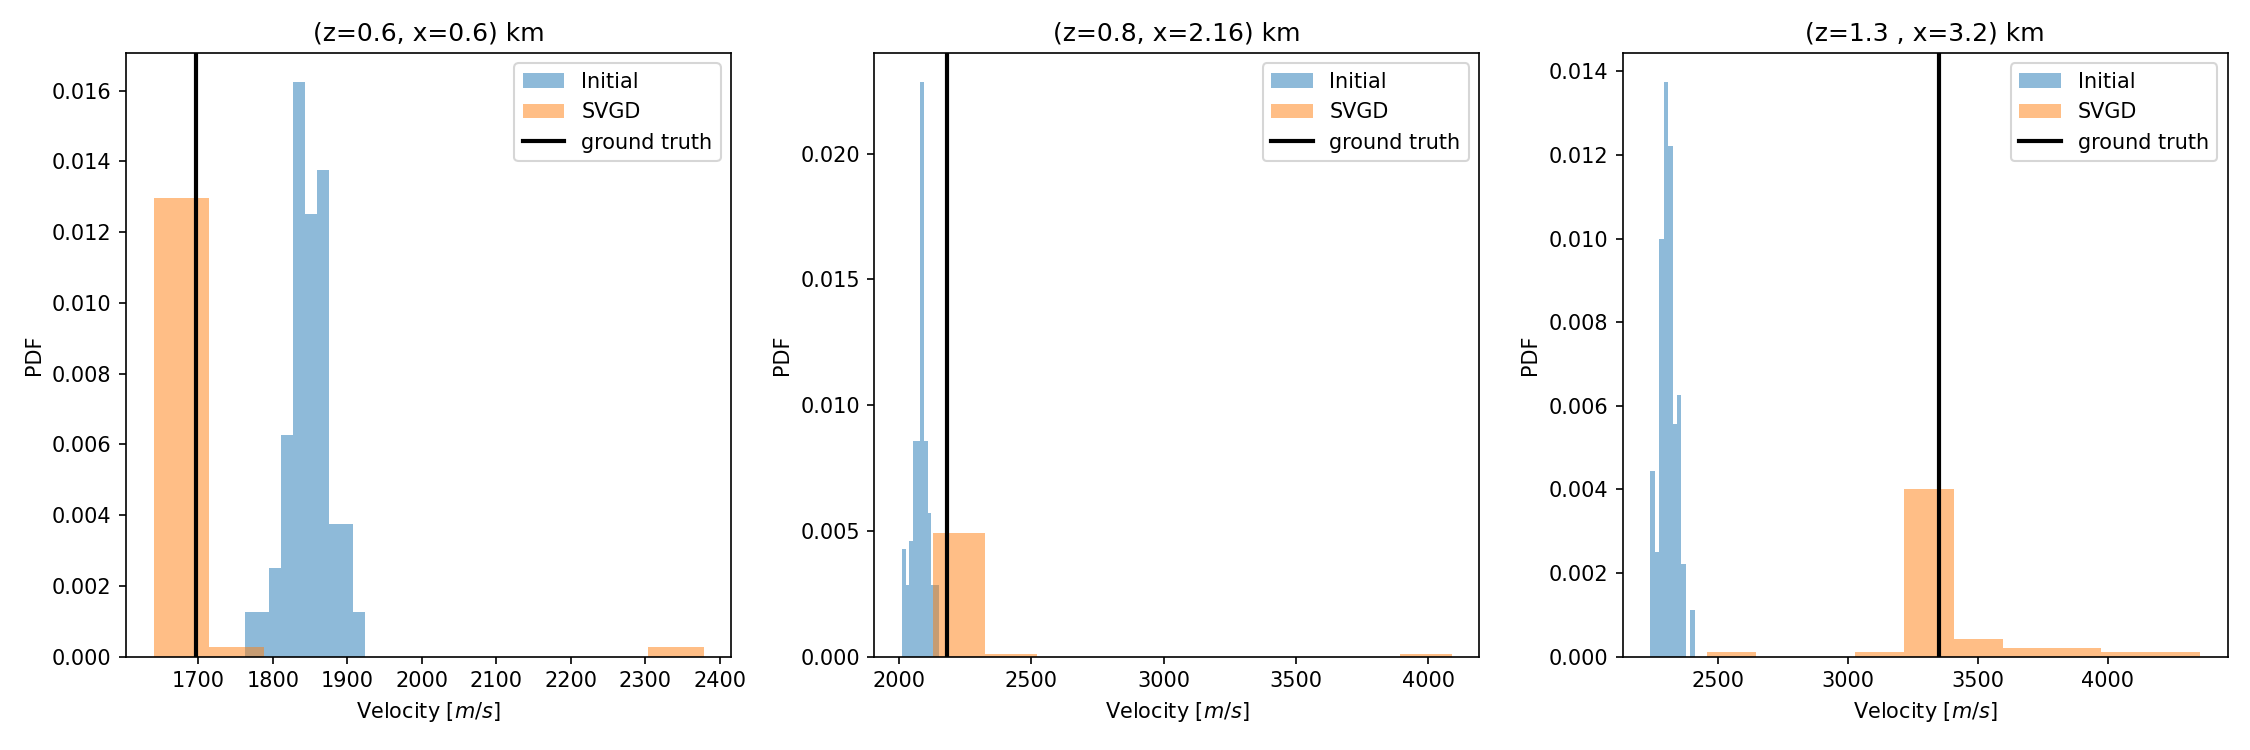 (z=0.6, x=0.6) km
Initial
SVGD
ground truth
PDF
0.016
0.014
0.012
0.010
0.008
0.006
0.004
0.002
0.000
1700 1800 1900 2000 2100 2200 2300 2400
Velocity [m/s]
(z=0.8, x=2.16) km
Initial
SVGD
ground truth
PDF
0.020
0.015
0.010
0.005
0.000
2000 2500 3000 3500 4000
Velocity [m/s]
(z=1.3 , x=3.2) km
Initial
SVGD
ground truth
PDF
0.014
0.012
0.010
0.008
0.006
0.004
0.002
0.000
2500 3000 3500 4000
Velocity [m/s]